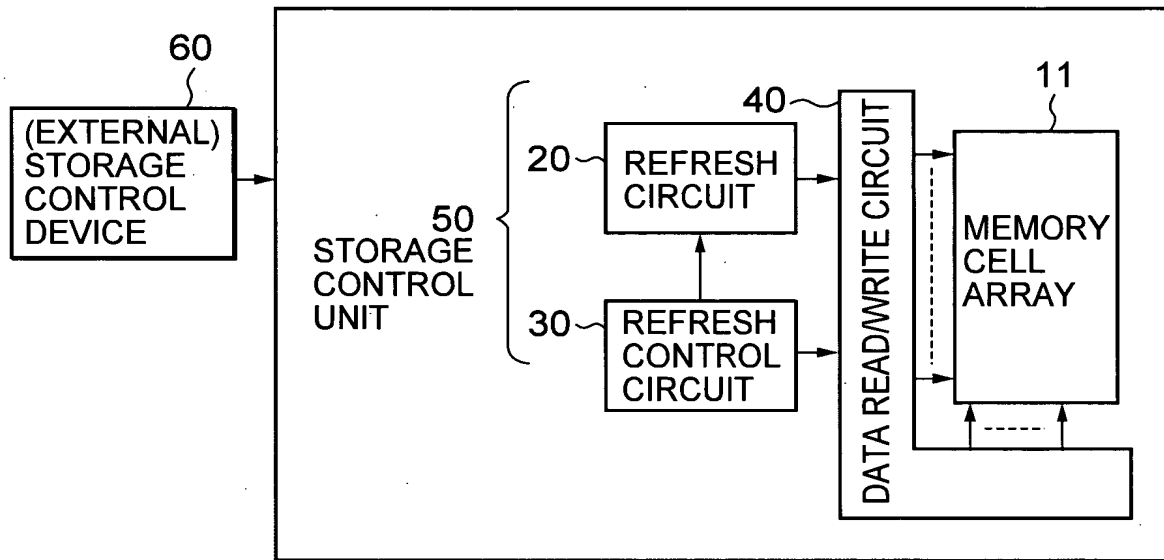 60
(EXTERNAL)
STORAGE
CONTROL
DEVICE
50
STORAGE
CONTROL
UNIT
20
REFRESH
CIRCUIT
30
REFRESH
CONTROL
CIRCUIT
40
DATA READ/WRITE CIRCUIT
11
MEMORY
CELL
ARRAY